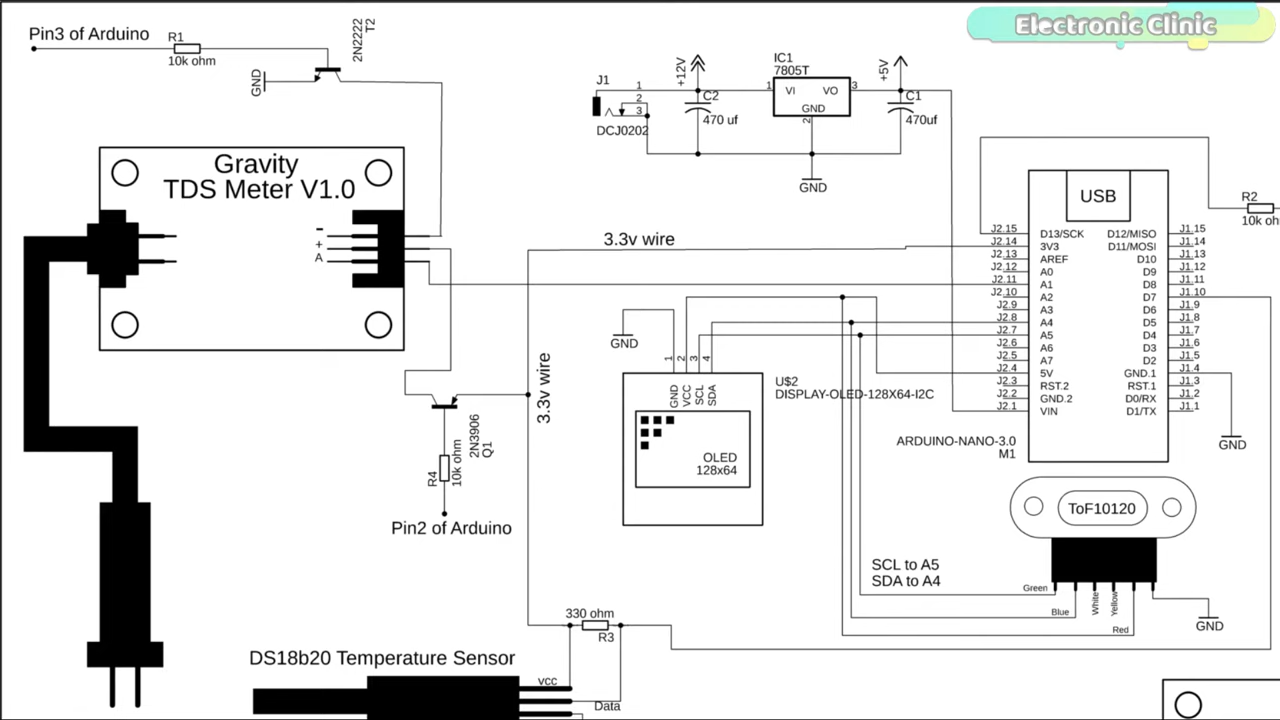 Electronic Clinic
Pin3 of Arduino
R1
10k ohm
2N2222
T2
GND
Gravity
TDS Meter V1.0
-
+
A
J1
1
2
3
DCJ0202
+12V
C2
470 uf
IC1
7805T
1
VI
VO
3
GND
2
+5V
C1
470uf
GND
3.3v wire
3.3v wire
USB
R2
10k oh
J2.15
J2.14
J2.13
J2.12
J2.11
J2.10
J2.9
J2.8
J2.7
J2.6
J2.5
J2.4
J2.3
J2.2
J2.1
D13/SCK
3V3
AREF
A0
A1
A2
A3
A4
A5
A6
A7
5V
RST.2
GND.2
VIN
D12/MISO
D11/MOSI
D10
D9
D8
D7
D6
D5
D4
D3
D2
GND.1
RST.1
D0/RX
D1/TX
J1.15
J1.14
J1.13
J1.12
J1.11
J1.10
J1.9
J1.8
J1.7
J1.6
J1.5
J1.4
J1.3
J1.2
J1.1
ARDUINO-NANO-3.0
M1
GND
GND
1
2
3
4
GND
VCC
SCL
SDA
U$2
DISPLAY-OLED-128X64-I2C
OLED
128x64
2N3906
Q1
R4
10k ohm
Pin2 of Arduino
ToF10120
SCL to A5
SDA to A4
Green
Blue
White
Yellow
Red
GND
330 ohm
R3
DS18b20 Temperature Sensor
vcc
Data